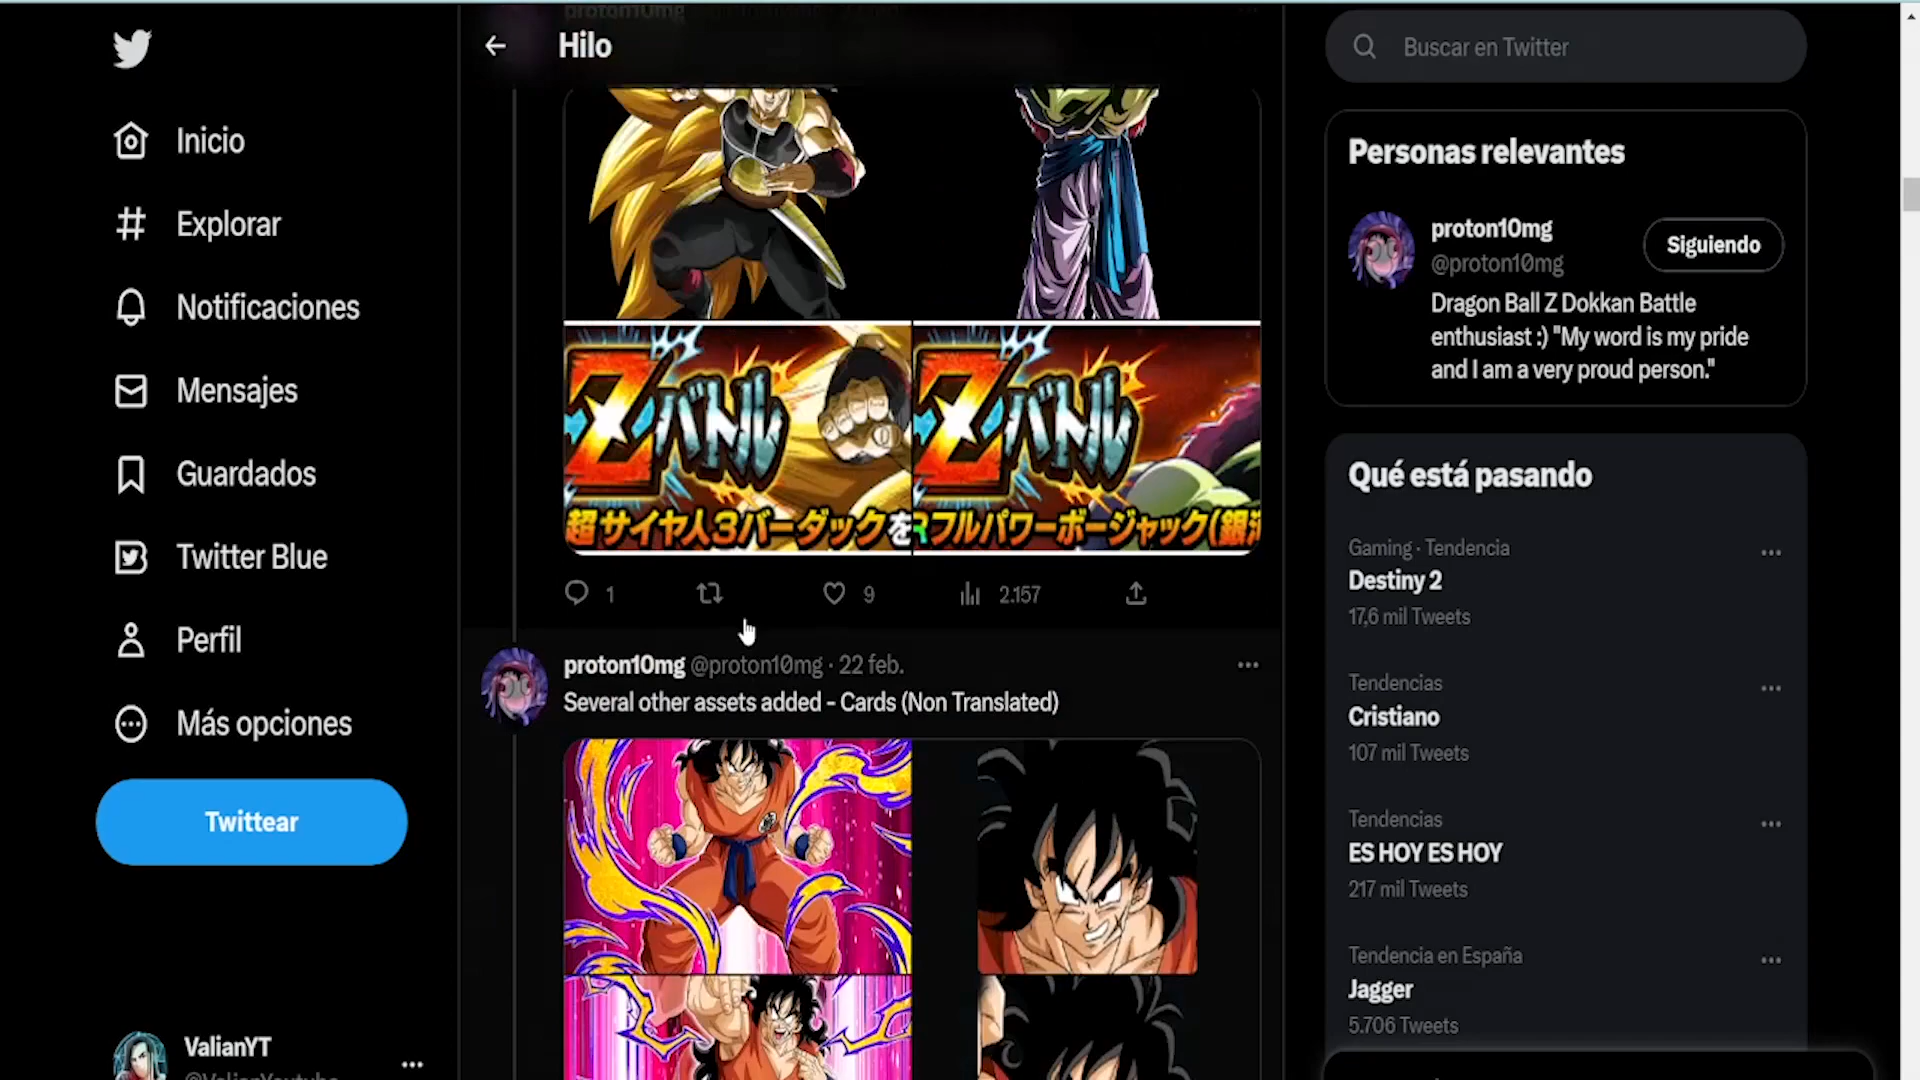 Inicio
Explorar
Notificaciones
Mensajes
Guardados
Twitter Blue
Perfil
Más opciones
Twittear
ValianYT
Hilo
Zバトル
超サイヤ人3バーダックを
Zバトル
フルパワーボージャック(銀河
1
9
2.157
proton10mg @proton10mg · 22 feb.
Several other assets added - Cards (Non Translated)
Buscar en Twitter
Personas relevantes
proton10mg
@proton10mg
Siguiendo
Dragon Ball Z Dokkan Battle
enthusiast :) "My word is my pride
and I am a very proud person."
Qué está pasando
Gaming · Tendencia
Destiny 2
17,6 mil Tweets
Tendencias
Cristiano
107 mil Tweets
Tendencias
ES HOY ES HOY
217 mil Tweets
Tendencia en España
Jagger
5.706 Tweets